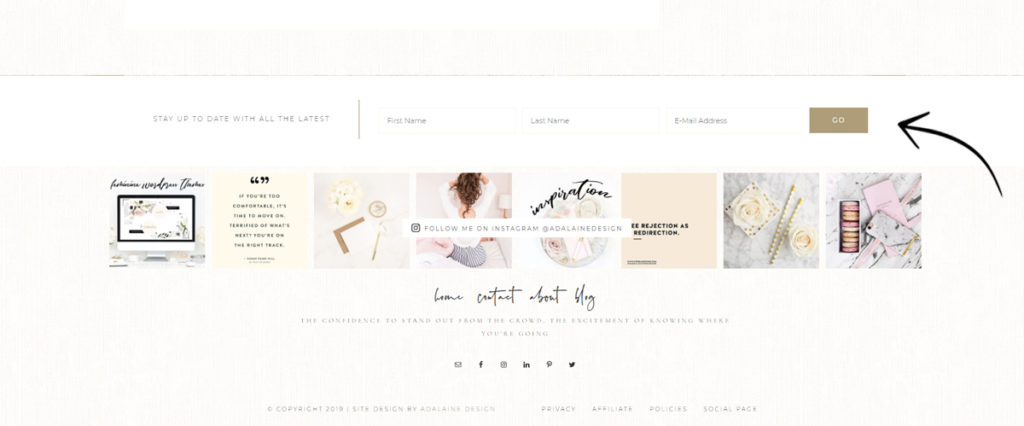 STAY UP TO DATE WITH ALL THE LATEST
First Name
Last Name
E-Mail Address
GO
feminine wordpress themes
❝❞
IF YOU'RE TOO
COMFORTABLE, IT'S
TIME TO MOVE ON.
TERRIFIED OF WHAT'S
NEXT? YOU'RE ON
THE RIGHT TRACK.
inspiration
EE REJECTION AS
REDIRECTION.
FOLLOW ME ON INSTAGRAM @ADALAINEDESIGN
home contact about blog
THE CONFIDENCE TO STAND OUT FROM THE CROWD. THE EXCITEMENT OF KNOWING WHERE
YOU'RE GOING
© COPYRIGHT 2019 | SITE DESIGN BY ADALAINE DESIGN
PRIVACY AFFILIATE POLICIES SOCIAL PAGE